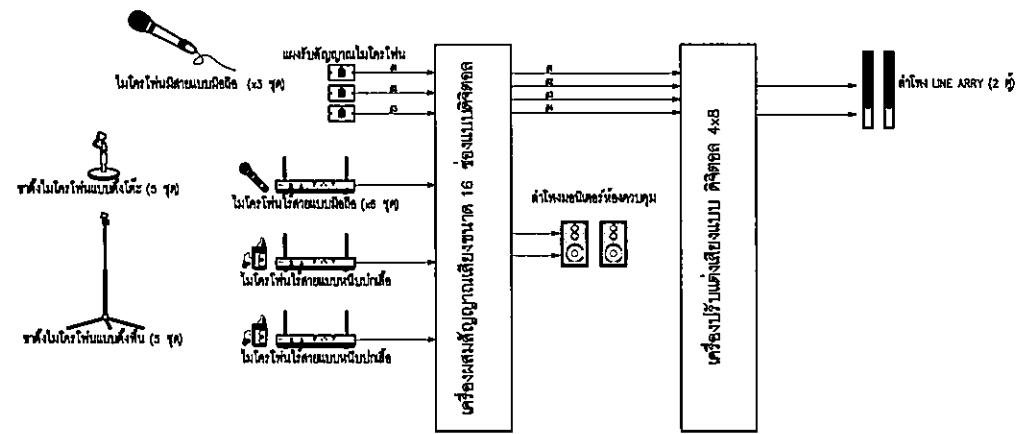 แผงรับสัญญาณไมโครโฟน
ไมโครโฟนมีสายแบบมือถือ (x3 ชุด)
#1
#2
#3
ขาตั้งไมโครโฟนแบบตั้งโต๊ะ (5 ชุด)
ไมโครโฟนไร้สายแบบมือถือ (x6 ชุด)
ไมโครโฟนไร้สายแบบหนีบปกเสื้อ
ขาตั้งไมโครโฟนแบบตั้งพื้น (5 ชุด)
ไมโครโฟนไร้สายแบบหนีบปกเสื้อ
เครื่องผสมสัญญาณเสียงขนาด 16 ช่องแบบดิจิตอล
#1
#2
#3
#4
ลำโพงมอนิเตอร์ห้องควบคุม
เครื่องปรับแต่งเสียงแบบ ดิจิตอล 4x8
ลำโพง LINE ARRY (2 ตู้)